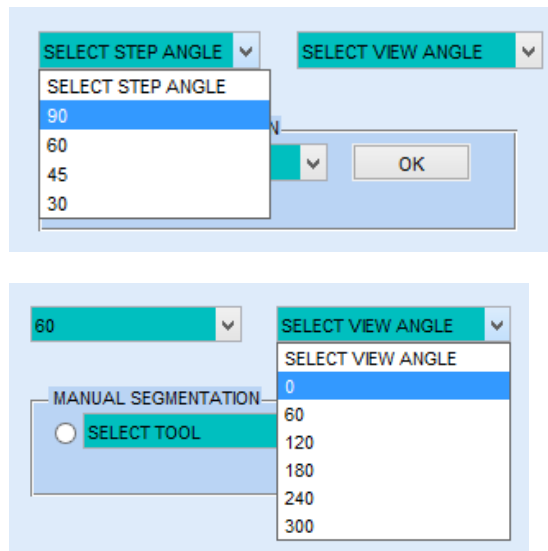 SELECT STEP ANGLE
SELECT VIEW ANGLE
SELECT STEP ANGLE
90
60
45
30
N
OK
60
SELECT VIEW ANGLE
SELECT VIEW ANGLE
0
60
120
180
240
300
MANUAL SEGMENTATION
SELECT TOOL